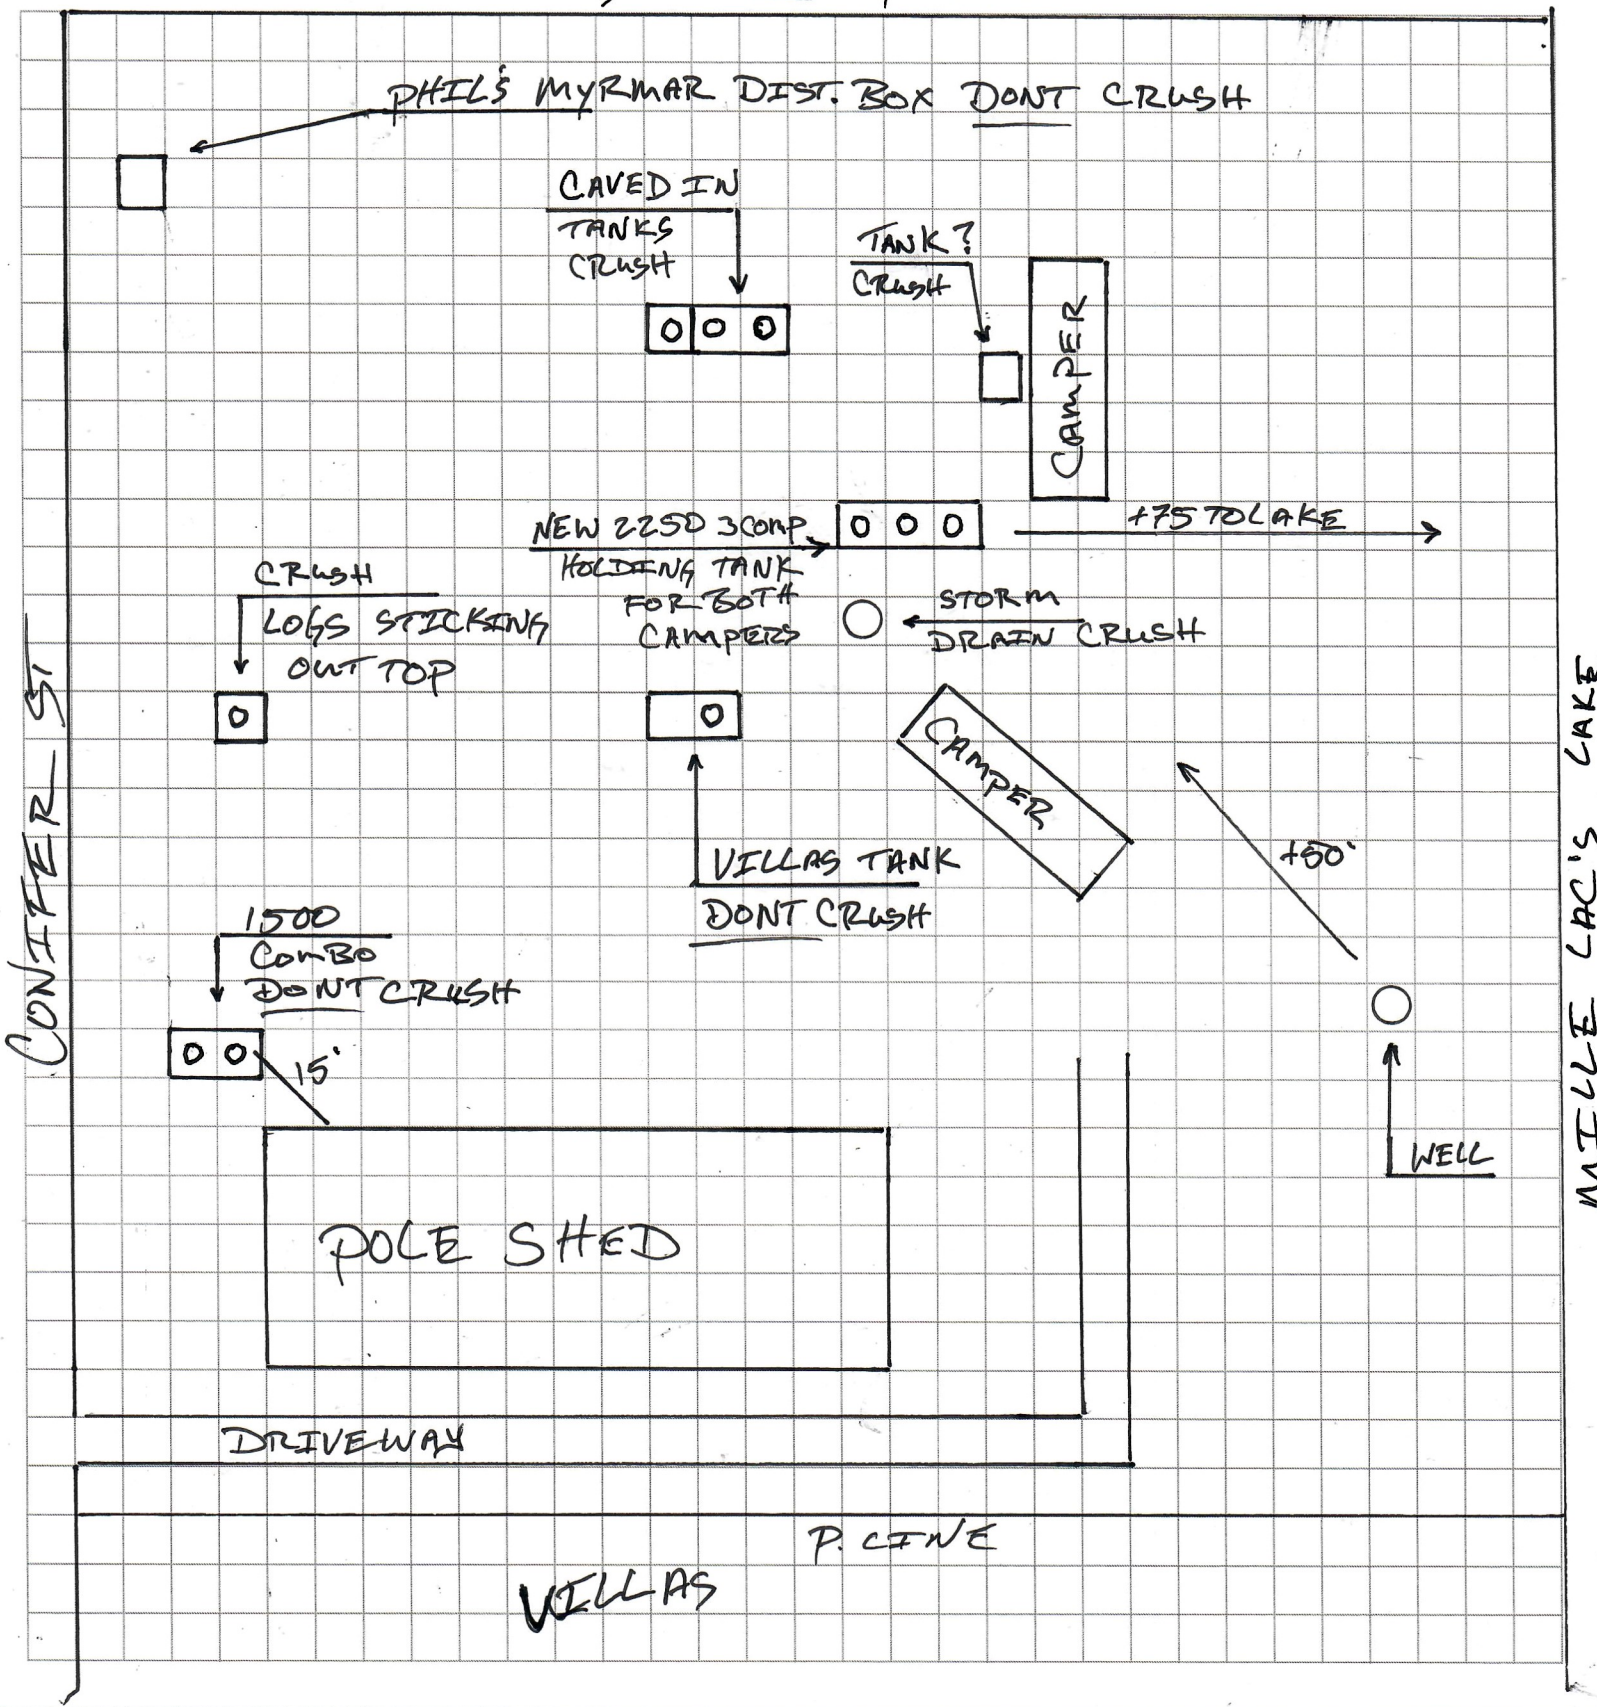 PHIL'S MYRMAR DIST. BOX DONT CRUSH
CAVED IN
TANKS
CRUSH
TANK?
CRUSH
CAMPER
NEW 2250 3COMP
HOLDING TANK
FOR BOTH
CAMPERS
+75 TO LAKE
CRUSH
LOGS STICKING
OUT TOP
STORM
DRAIN CRUSH
CAMPER
VILLAS TANK
DONT CRUSH
+50'
1500
COMBO
DONT CRUSH
15'
WELL
POLE SHED
DRIVEWAY
P. LINE
VILLAS
CONIFER ST
MILLE LAC'S LAKE